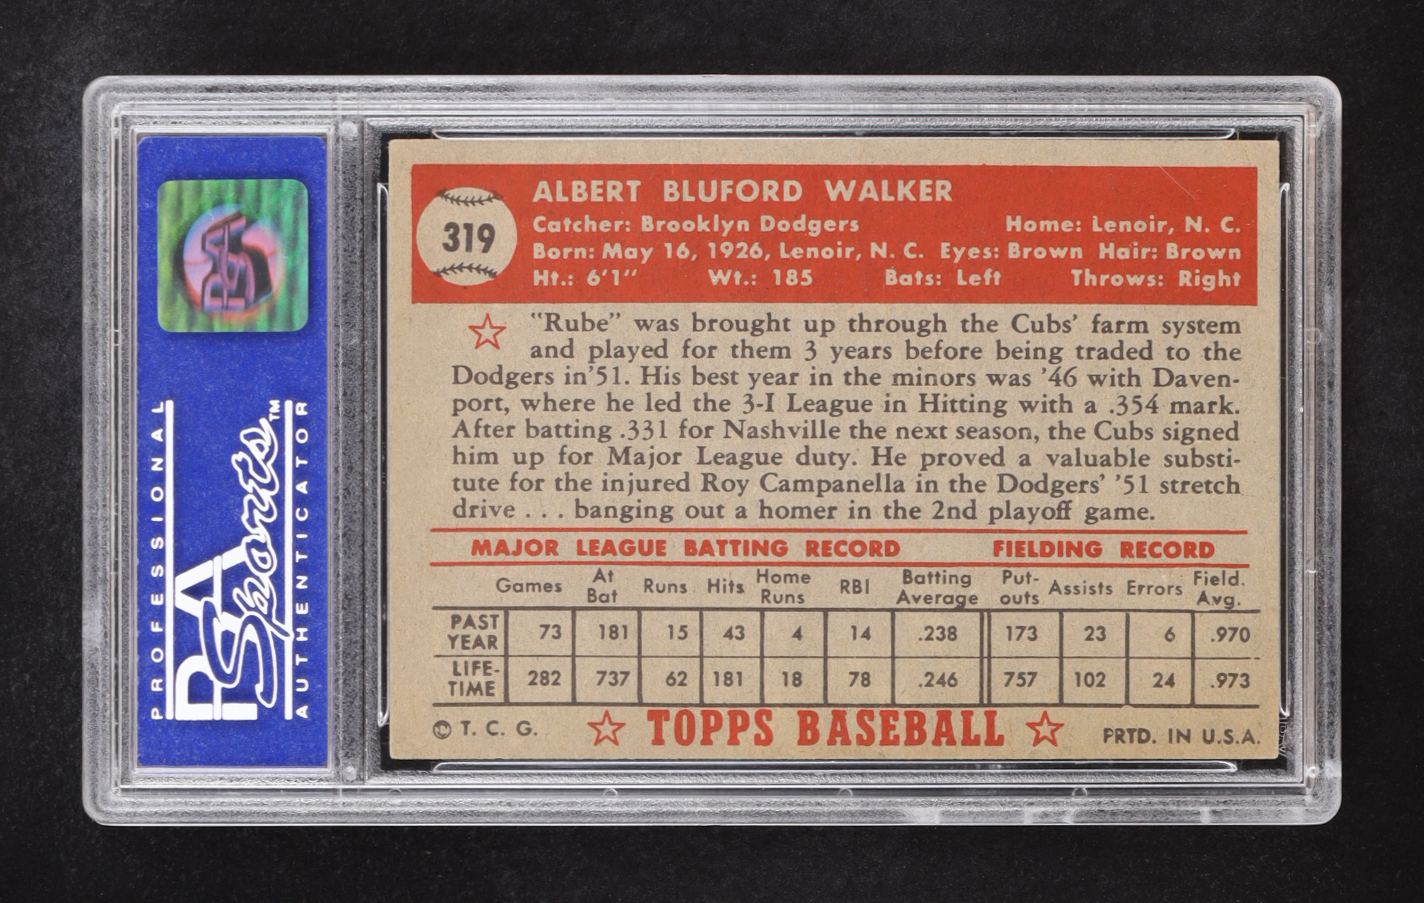 PROFESSIONAL
PSA
Sports™
AUTHENTICATOR
PSA
319
ALBERT BLUFORD WALKER
Catcher: Brooklyn Dodgers Home: Lenoir, N. C.
Born: May 16, 1926, Lenoir, N. C. Eyes: Brown Hair: Brown
Ht.: 6'1" Wt.: 185 Bats: Left Throws: Right
"Rube" was brought up through the Cubs' farm system
and played for them 3 years before being traded to the
Dodgers in '51. His best year in the minors was '46 with Daven-
port, where he led the 3-I League in Hitting with a .354 mark.
After batting .331 for Nashville the next season, the Cubs signed
him up for Major League duty. He proved a valuable substi-
tute for the injured Roy Campanella in the Dodgers' '51 stretch
drive . . . banging out a homer in the 2nd playoff game.
MAJOR LEAGUE BATTING RECORD FIELDING RECORD
Games At Bat Runs Hits Home Runs RBI Batting Average Put-outs Assists Errors Field. Avg.
PAST YEAR 73 181 15 43 4 14 .238 173 23 6 .970
LIFE-TIME 282 737 62 181 18 78 .246 757 102 24 .973
© T. C. G. TOPPS BASEBALL PRTD. IN U.S.A.